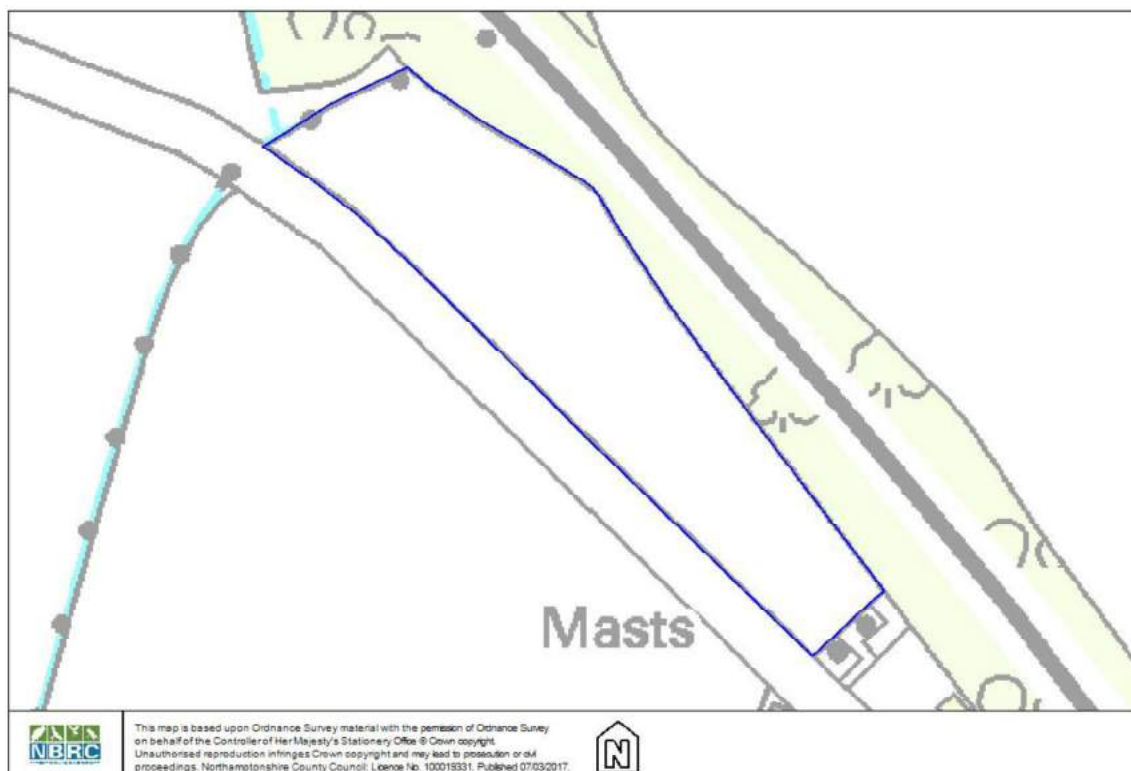 Masts
NBRC
This map is based upon Ordnance Survey material with the permission of Ordnance Survey
on behalf of the Controller of Her Majesty's Stationery Office © Crown copyright.
Unauthorised reproduction infringes Crown copyright and may lead to prosecution or civil
proceedings. Northamptonshire County Council: Licence No. 100019331. Published 07/03/2017.
N